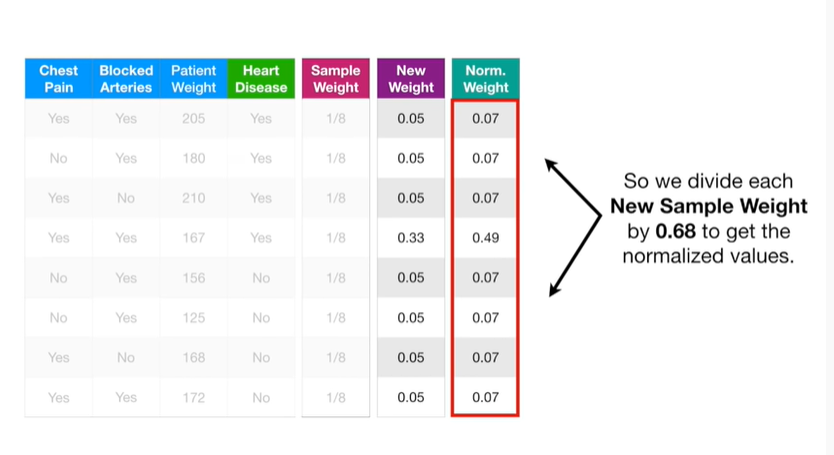 Chest Pain Blocked Arteries Patient Weight Heart Disease Sample Weight New Weight Norm. Weight
Yes Yes 205 Yes 1/8 0.05 0.07
No Yes 180 Yes 1/8 0.05 0.07
Yes No 210 Yes 1/8 0.05 0.07
Yes Yes 167 Yes 1/8 0.33 0.49
No Yes 156 No 1/8 0.05 0.07
No Yes 125 No 1/8 0.05 0.07
Yes No 168 No 1/8 0.05 0.07
Yes Yes 172 No 1/8 0.05 0.07
So we divide each
New Sample Weight
by 0.68 to get the
normalized values.